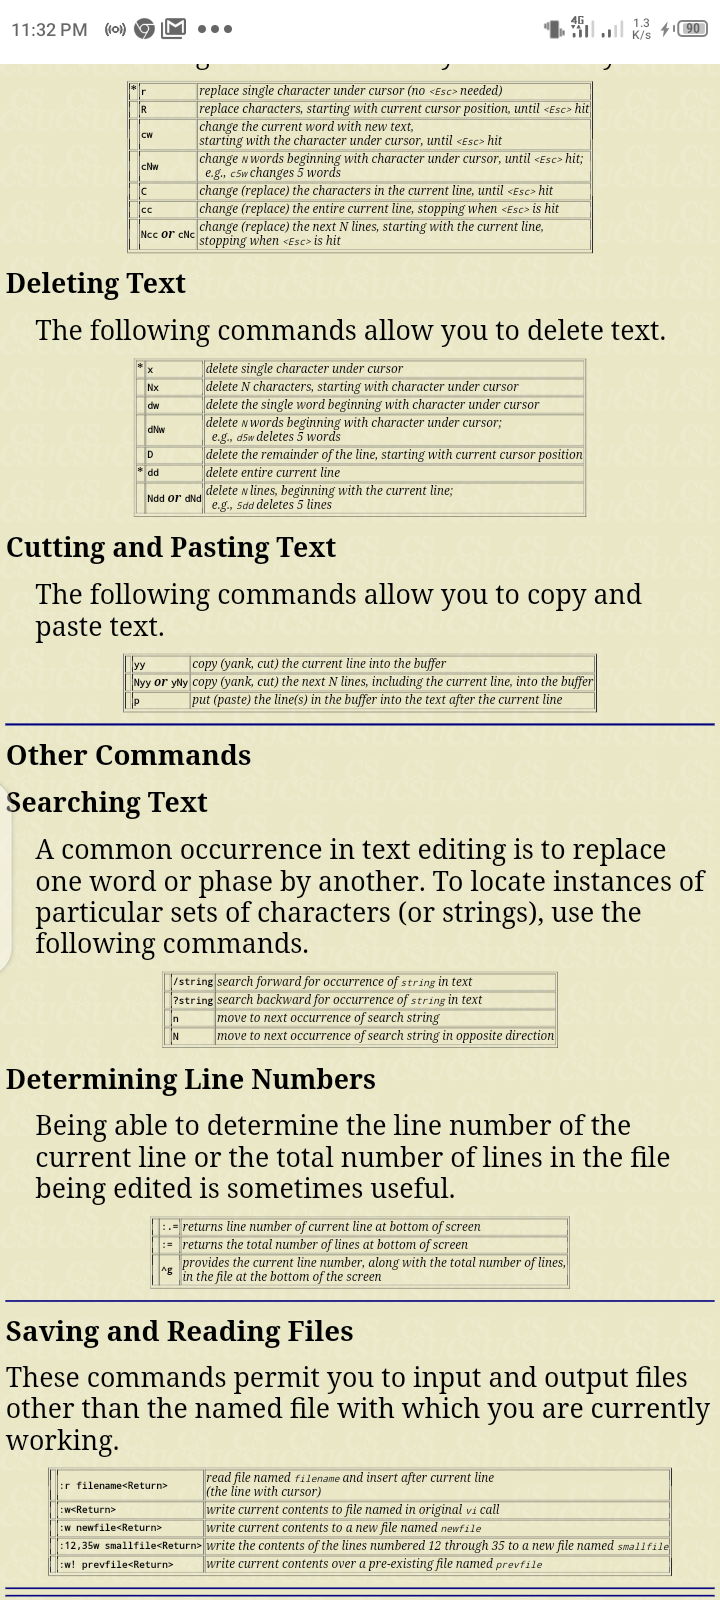 11:32 PM
4G
1.3
K/s
90
* r replace single character under cursor (no <Esc> needed)
R replace characters, starting with current cursor position, until <Esc> hit
cw change the current word with new text,
starting with the character under cursor, until <Esc> hit
cNw change N words beginning with character under cursor, until <Esc> hit;
e.g., c5w changes 5 words
C change (replace) the characters in the current line, until <Esc> hit
cc change (replace) the entire current line, stopping when <Esc> is hit
Ncc or cNc change (replace) the next N lines, starting with the current line,
stopping when <Esc> is hit
Deleting Text
The following commands allow you to delete text.
* x delete single character under cursor
Nx delete N characters, starting with character under cursor
dw delete the single word beginning with character under cursor
dNw delete N words beginning with character under cursor;
e.g., d5w deletes 5 words
D delete the remainder of the line, starting with current cursor position
* dd delete entire current line
Ndd or dNd delete N lines, beginning with the current line;
e.g., 5dd deletes 5 lines
Cutting and Pasting Text
The following commands allow you to copy and
paste text.
yy copy (yank, cut) the current line into the buffer
Nyy or yNy copy (yank, cut) the next N lines, including the current line, into the buffer
p put (paste) the line(s) in the buffer into the text after the current line
Other Commands
Searching Text
A common occurrence in text editing is to replace
one word or phase by another. To locate instances of
particular sets of characters (or strings), use the
following commands.
/string search forward for occurrence of string in text
?string search backward for occurrence of string in text
n move to next occurrence of search string
N move to next occurrence of search string in opposite direction
Determining Line Numbers
Being able to determine the line number of the
current line or the total number of lines in the file
being edited is sometimes useful.
:.= returns line number of current line at bottom of screen
:= returns the total number of lines at bottom of screen
^g provides the current line number, along with the total number of lines,
in the file at the bottom of the screen
Saving and Reading Files
These commands permit you to input and output files
other than the named file with which you are currently
working.
:r filename<Return> read file named filename and insert after current line
(the line with cursor)
:w<Return> write current contents to file named in original vi call
:w newfile<Return> write current contents to a new file named newfile
:12,35w smallfile<Return> write the contents of the lines numbered 12 through 35 to a new file named smallfile
:w! prevfile<Return> write current contents over a pre-existing file named prevfile